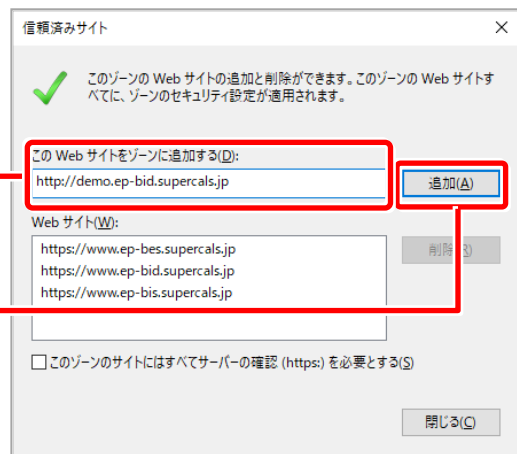 信頼済みサイト
このゾーンの Web サイトの追加と削除ができます。このゾーンの Web サイトす
べてに、ゾーンのセキュリティ設定が適用されます。
この Web サイトをゾーンに追加する(D):
http://demo.ep-bid.supercals.jp
追加(A)
Web サイト(W):
https://www.ep-bes.supercals.jp
https://www.ep-bid.supercals.jp
https://www.ep-bis.supercals.jp
削除(R)
このゾーンのサイトにはすべてサーバーの確認 (https:) を必要とする(S)
閉じる(C)